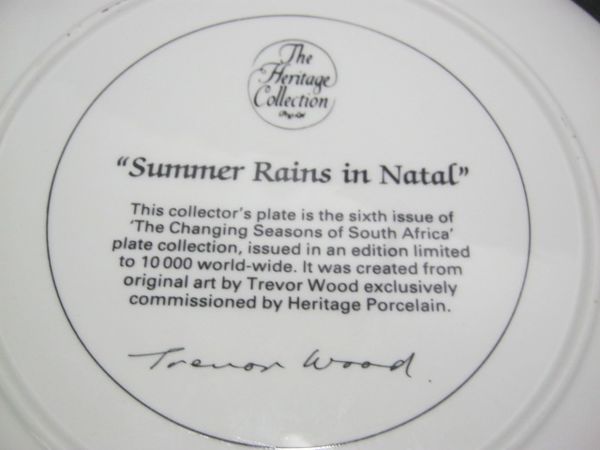 The
Heritage
Collection
(Pty) Ltd
"Summer Rains in Natal"
This collector's plate is the sixth issue of
'The Changing Seasons of South Africa'
plate collection, issued in an edition limited
to 10 000 world-wide. It was created from
original art by Trevor Wood exclusively
commissioned by Heritage Porcelain.
Trevor Wood.